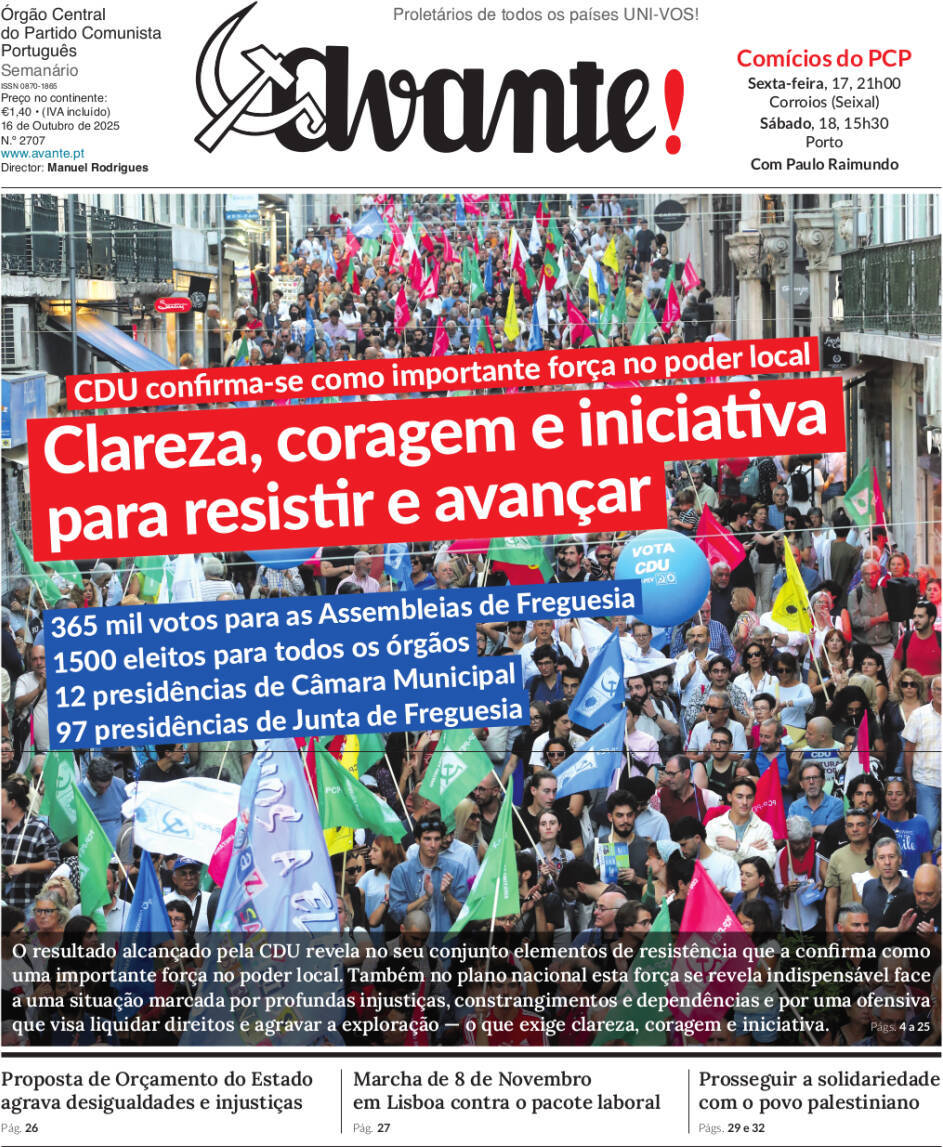 Órgão Central
do Partido Comunista
Português
Semanário
ISSN 0870-1865
Preço no continente:
€1,40 • (IVA incluído)
16 de Outubro de 2025
N.º 2707
www.avante.pt
Director: Manuel Rodrigues
Proletários de todos os países UNI-VOS!
avante!
Comícios do PCP
Sexta-feira, 17, 21h00
Corroios (Seixal)
Sábado, 18, 15h30
Porto
Com Paulo Raimundo
CDU confirma-se como importante força no poder local
Clareza, coragem e iniciativa
para resistir e avançar
VOTA
CDU
365 mil votos para as Assembleias de Freguesia
1500 eleitos para todos os órgãos
12 presidências de Câmara Municipal
97 presidências de Junta de Freguesia
CDU
O resultado alcançado pela CDU revela no seu conjunto elementos de resistência que a confirma como
uma importante força no poder local. Também no plano nacional esta força se revela indispensável face
a uma situação marcada por profundas injustiças, constrangimentos e dependências e por uma ofensiva
que visa liquidar direitos e agravar a exploração — o que exige clareza, coragem e iniciativa. Págs. 4 a 25
Proposta de Orçamento do Estado
agrava desigualdades e injustiças
Pág. 26
Marcha de 8 de Novembro
em Lisboa contra o pacote laboral
Pág. 27
Prosseguir a solidariedade
com o povo palestiniano
Págs. 29 e 32